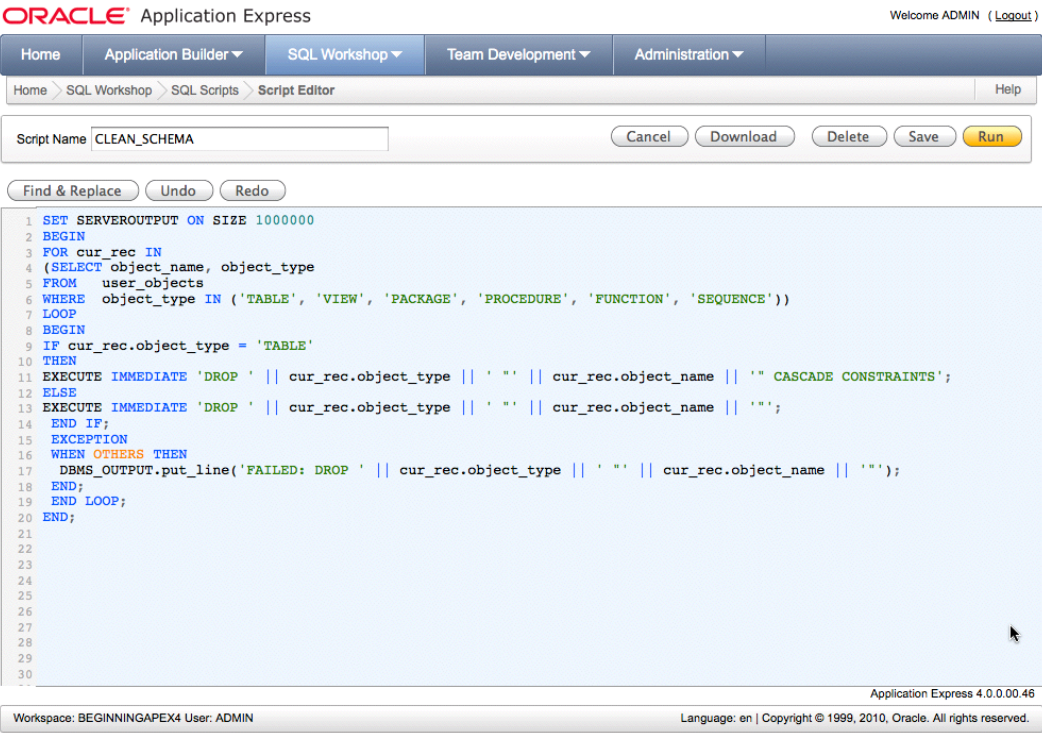 ORACLE® Application Express
Welcome ADMIN ( Logout )
Home Application Builder SQL Workshop Team Development Administration
Home SQL Workshop SQL Scripts Script Editor Help
Script Name CLEAN_SCHEMA Cancel Download Delete Save Run
Find & Replace Undo Redo
1 SET SERVEROUTPUT ON SIZE 1000000
2 BEGIN
3 FOR cur_rec IN
4 (SELECT object_name, object_type
5 FROM   user_objects
6 WHERE  object_type IN ('TABLE', 'VIEW', 'PACKAGE', 'PROCEDURE', 'FUNCTION', 'SEQUENCE'))
7 LOOP
8 BEGIN
9 IF cur_rec.object_type = 'TABLE'
10 THEN
11 EXECUTE IMMEDIATE 'DROP ' || cur_rec.object_type || ' "' || cur_rec.object_name || '" CASCADE CONSTRAINTS';
12 ELSE
13 EXECUTE IMMEDIATE 'DROP ' || cur_rec.object_type || ' "' || cur_rec.object_name || '"';
14  END IF;
15  EXCEPTION
16  WHEN OTHERS THEN
17   DBMS_OUTPUT.put_line('FAILED: DROP ' || cur_rec.object_type || ' "' || cur_rec.object_name || '"');
18  END;
19  END LOOP;
20 END;
21
22
23
24
25
26
27
28
29
30
Application Express 4.0.0.00.46
Workspace: BEGINNINGAPEX4 User: ADMIN
Language: en | Copyright © 1999, 2010, Oracle. All rights reserved.